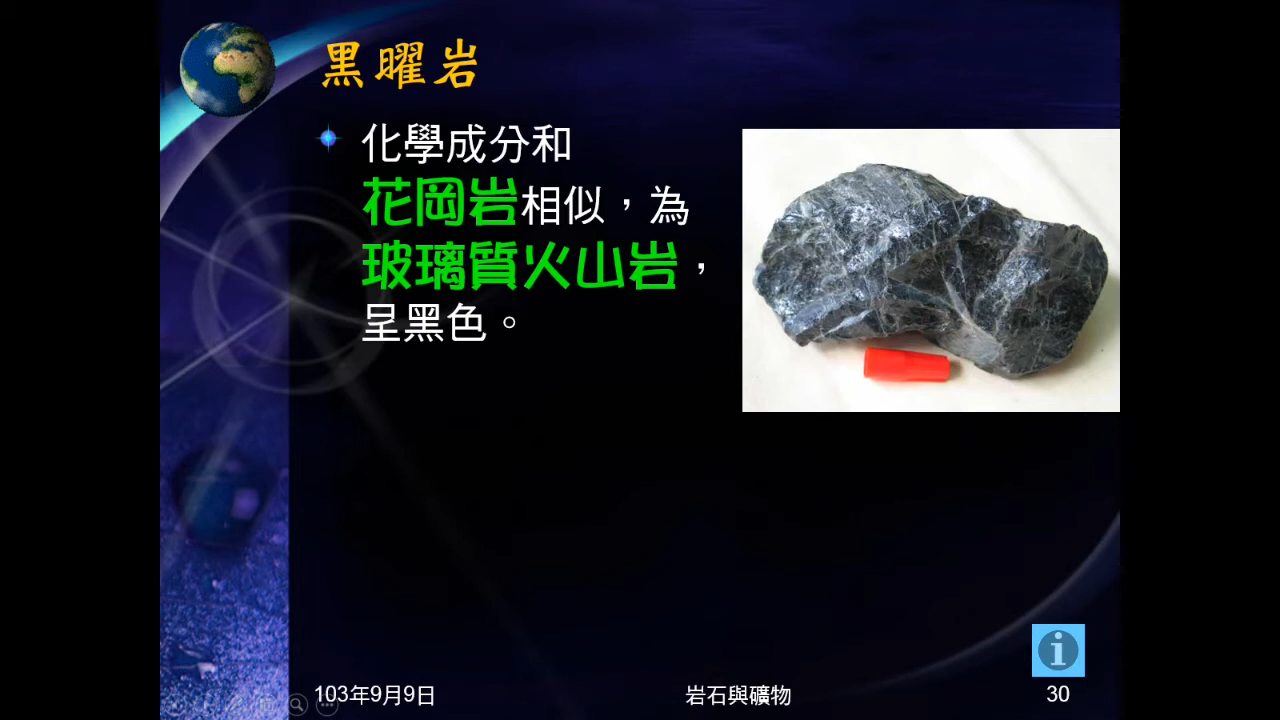 黑曜岩
化學成分和
花岡岩相似，為
玻璃質火山岩，
呈黑色。
103年9月9日
岩石與礦物
30